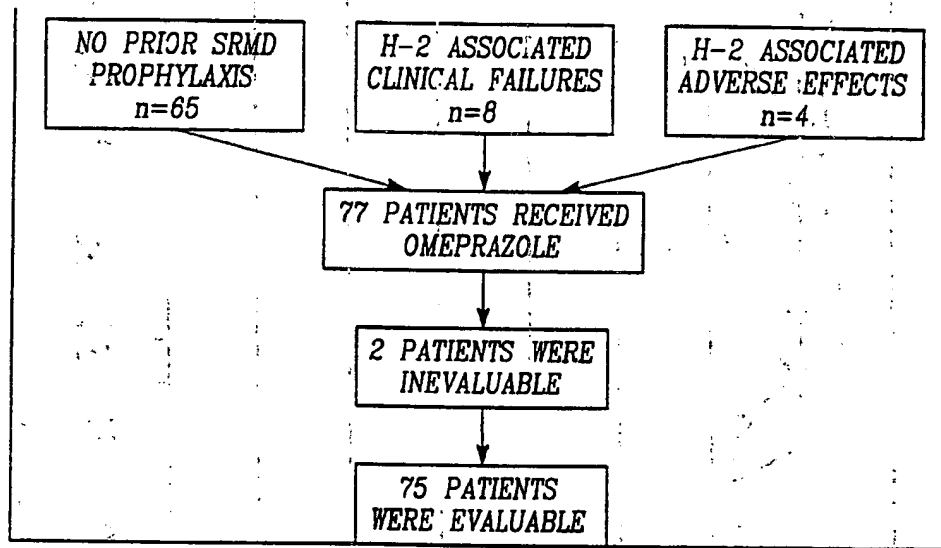 NO PRIOR SRMD
PROPHYLAXIS
n=65
H-2 ASSOCIATED
CLINICAL FAILURES
n=8
H-2 ASSOCIATED
ADVERSE EFFECTS
n=4
77 PATIENTS RECEIVED
OMEPRAZOLE
2 PATIENTS WERE
INEVALUABLE
75 PATIENTS
WERE EVALUABLE